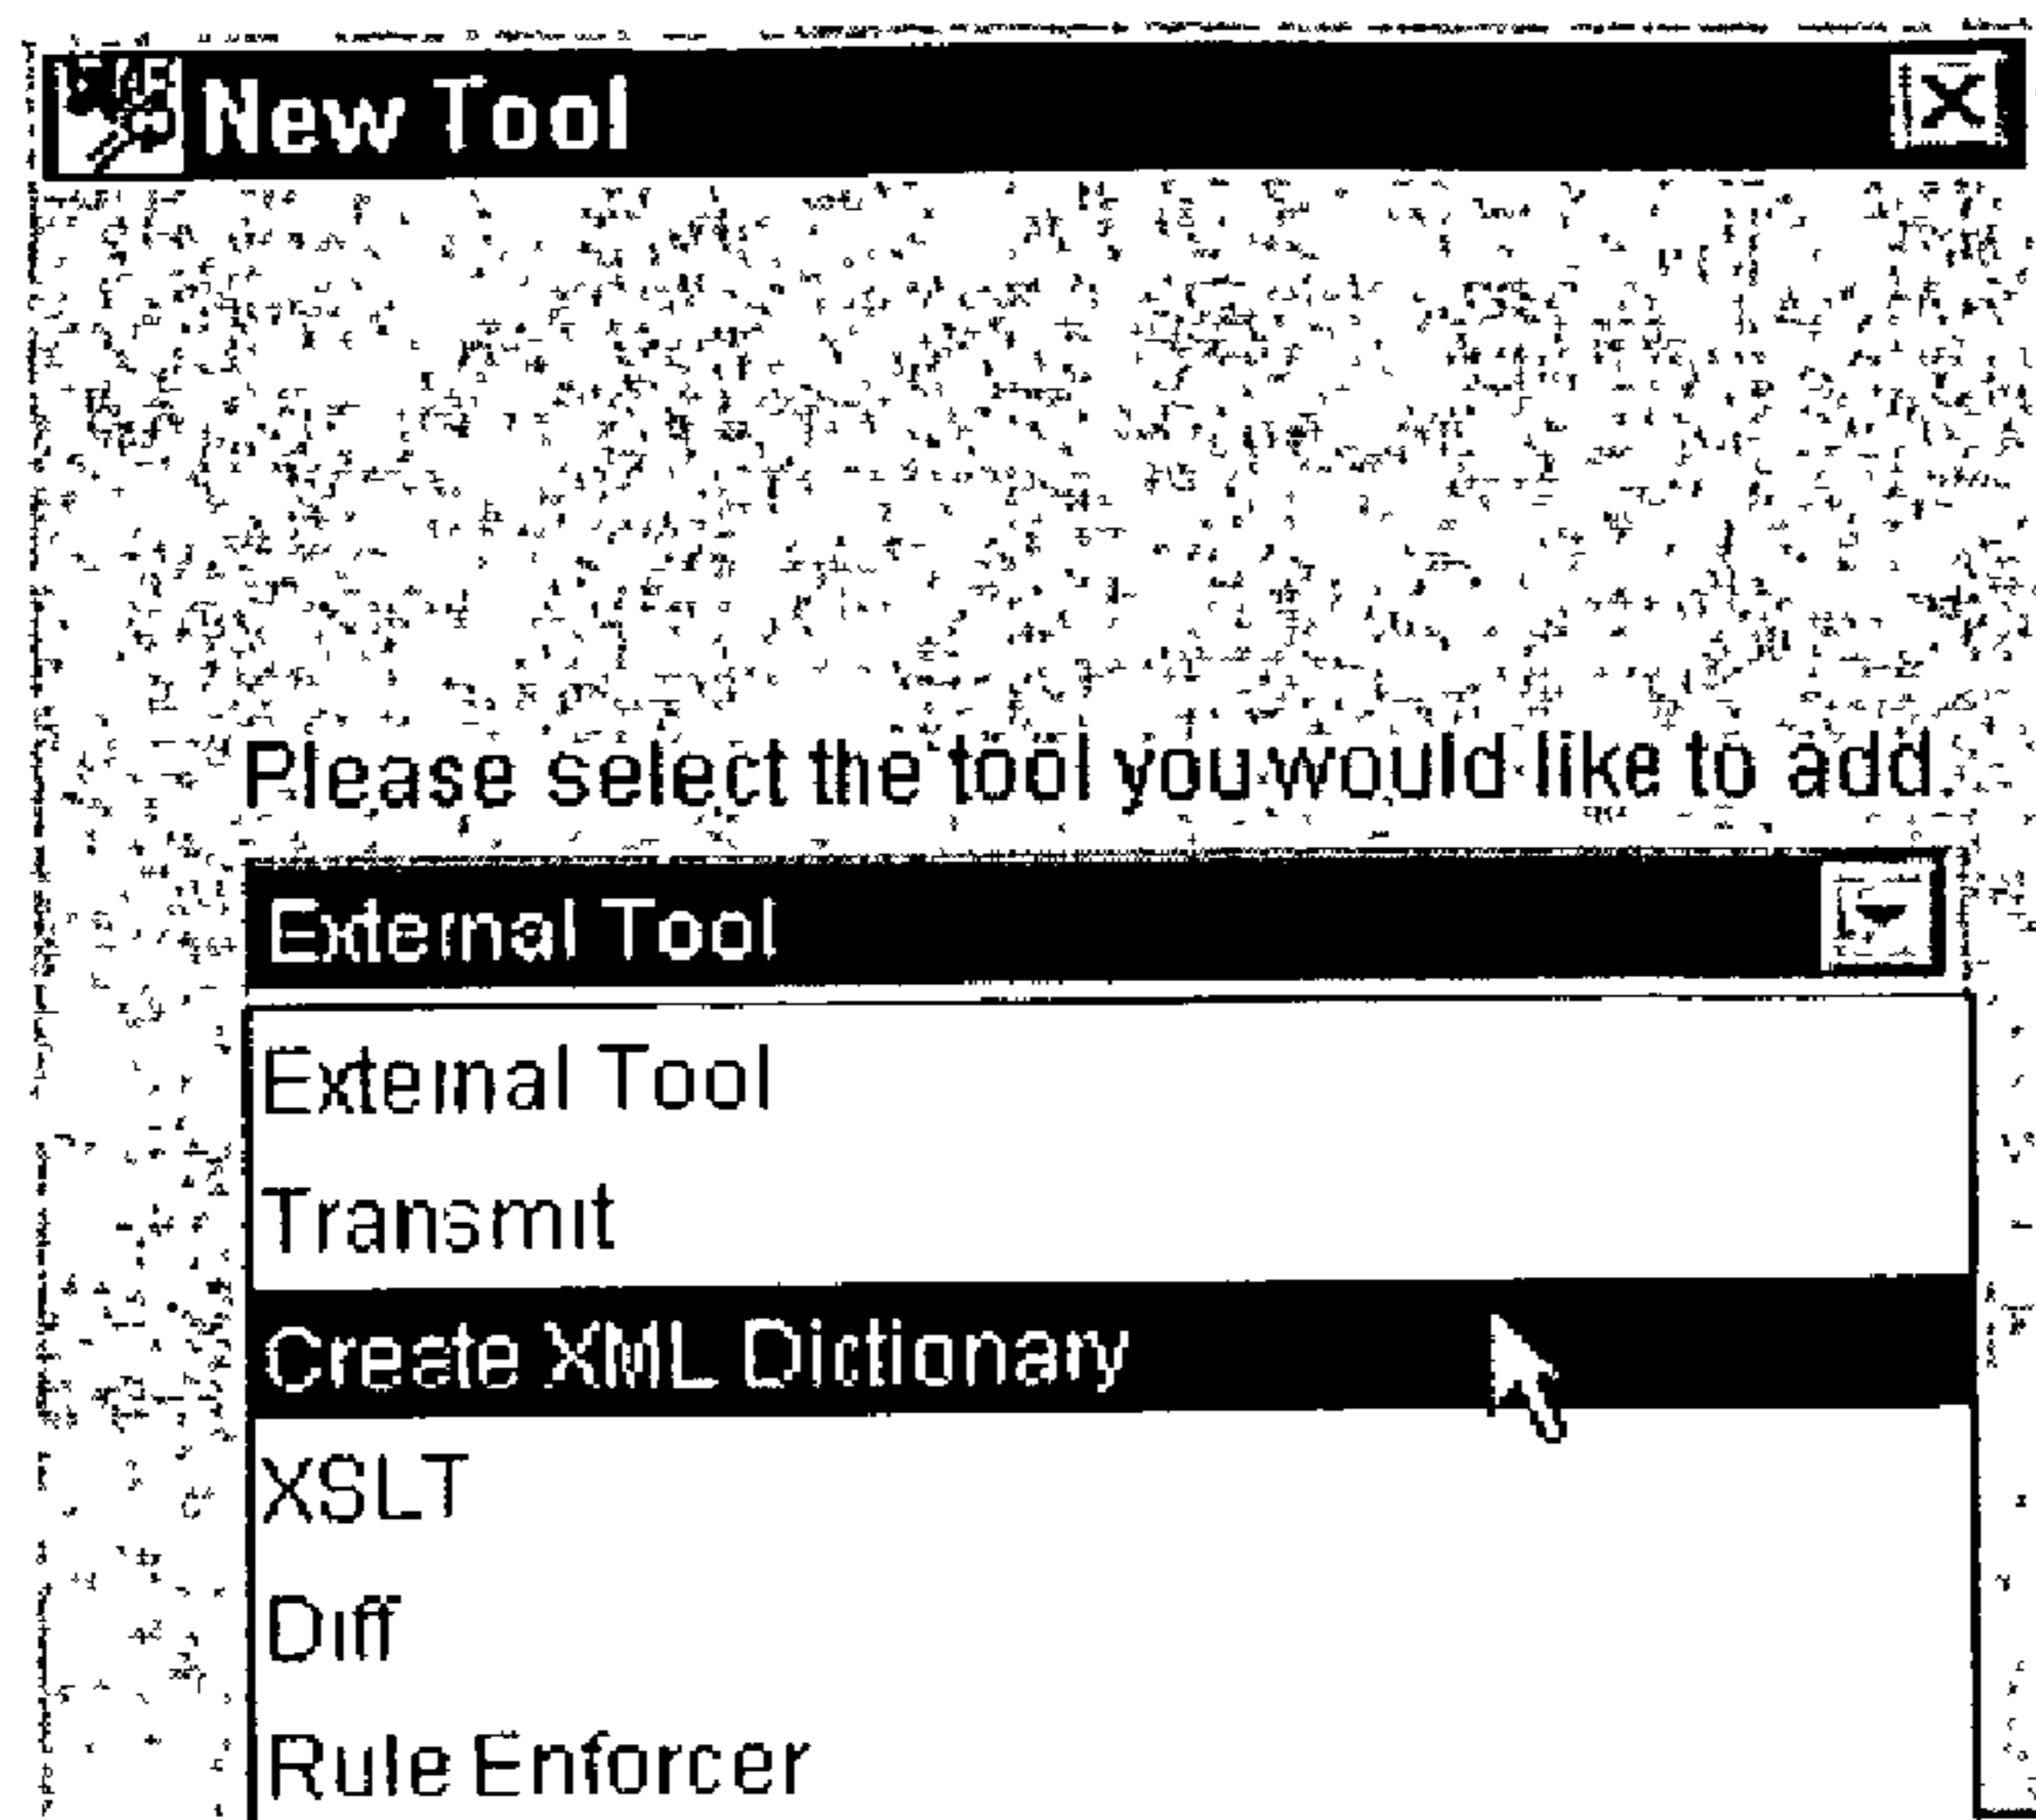 New Tool
Please select the tool you would like to add.
External Tool
External Tool
Transmit
Create XML Dictionary
XSLT
Diff
Rule Enforcer